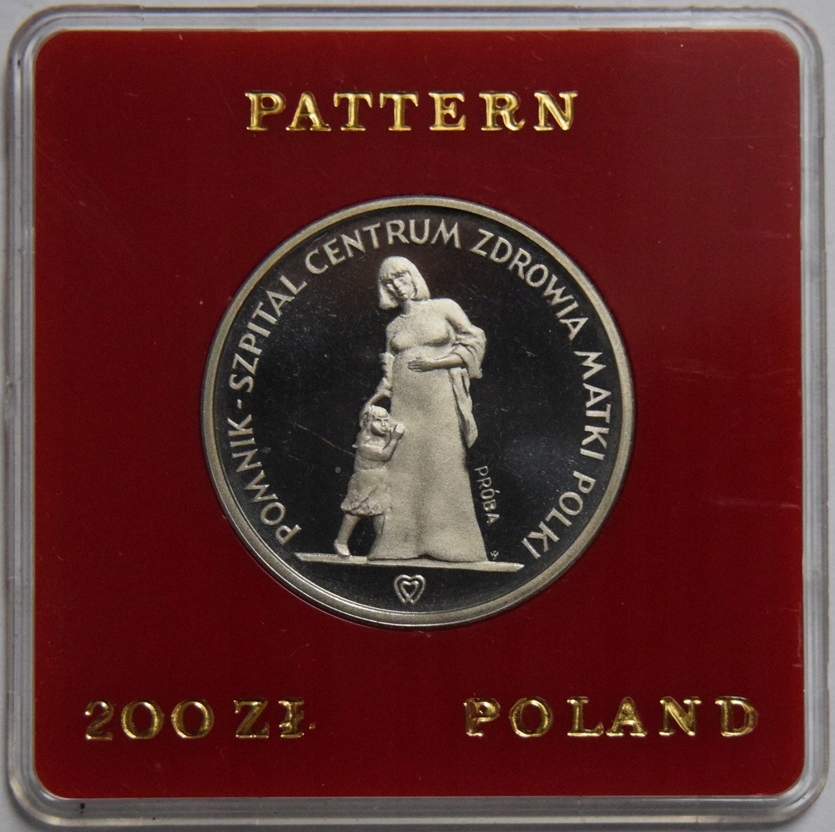 PATTERN
POMNIK-SZPITAL CENTRUM ZDROWIA MATKI POLKI
PRÓBA
200 ZŁ POLAND